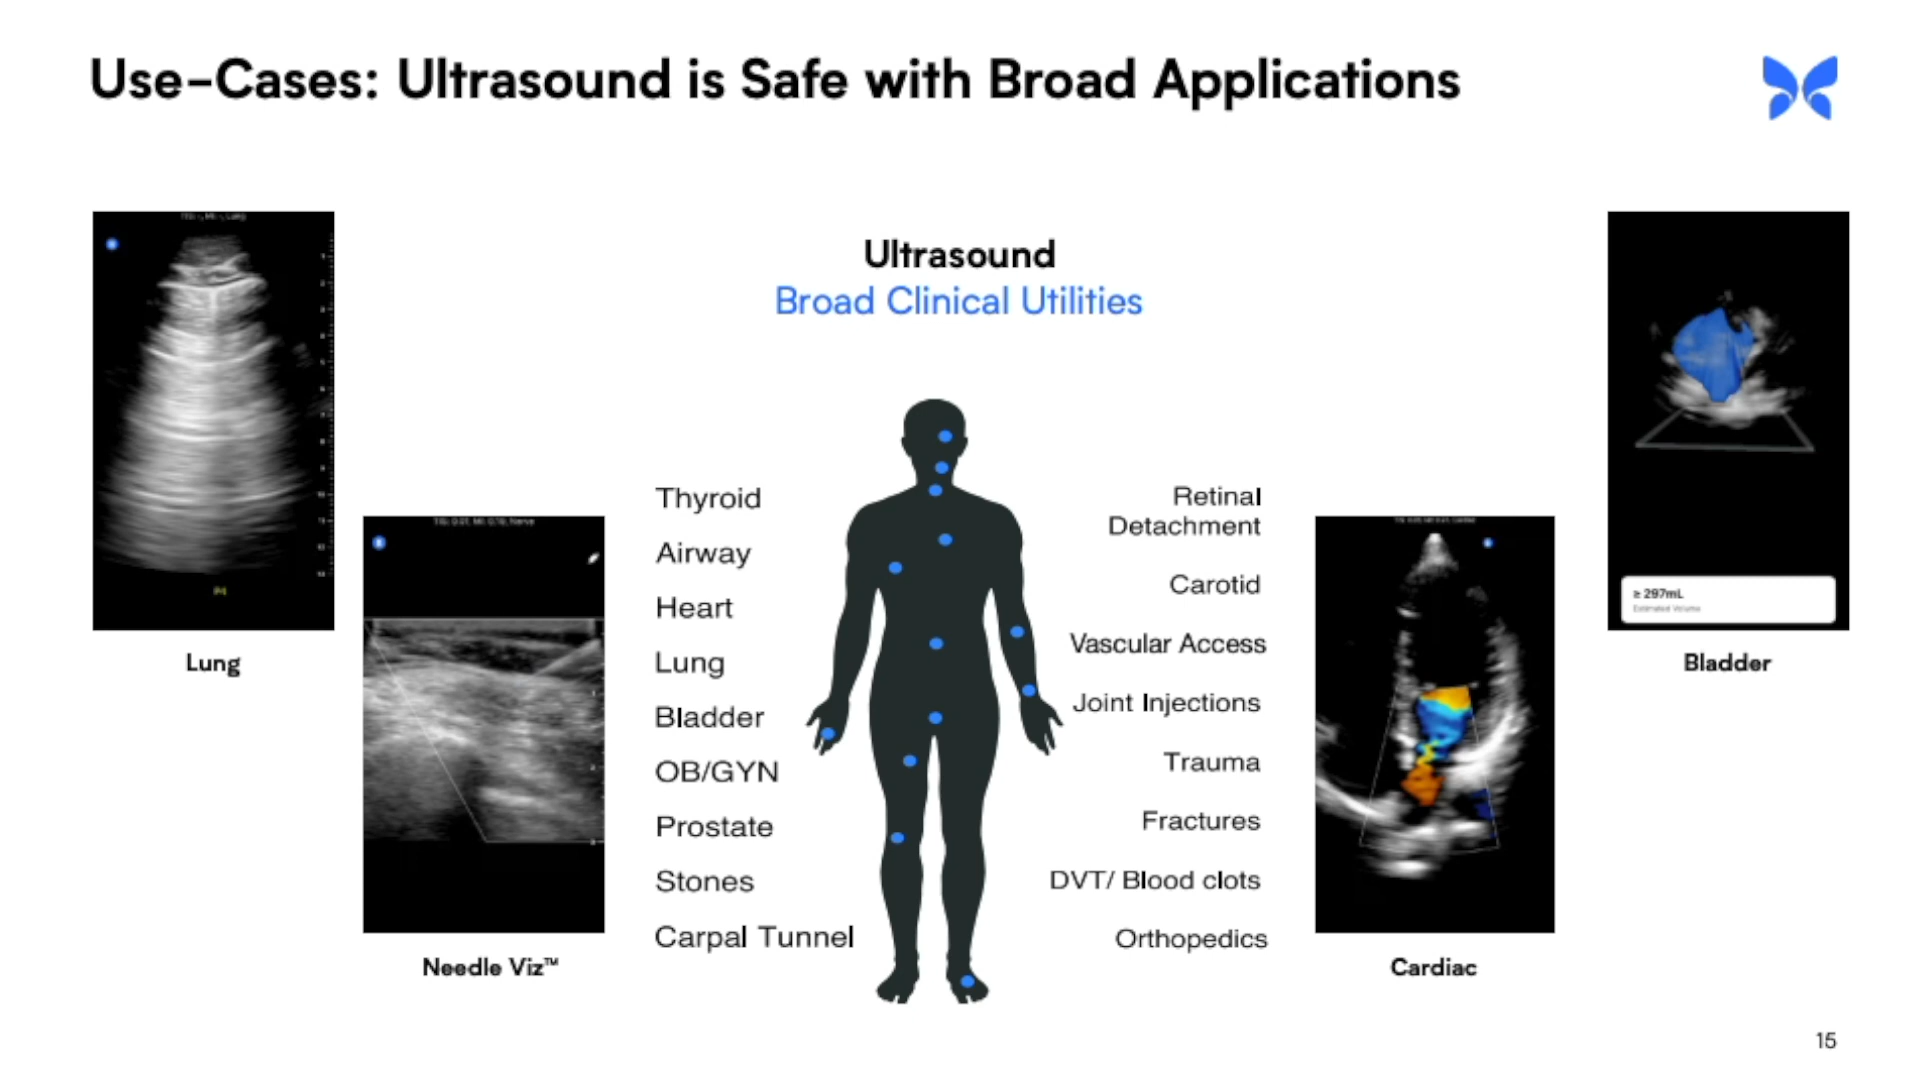 Use-Cases: Ultrasound is Safe with Broad Applications
Ultrasound
Broad Clinical Utilities
Lung
Needle Viz™
Thyroid
Airway
Heart
Lung
Bladder
OB/GYN
Prostate
Stones
Carpal Tunnel
Retinal
Detachment
Carotid
Vascular Access
Joint Injections
Trauma
Fractures
DVT/ Blood clots
Orthopedics
Cardiac
≥ 297mL
Estimated Volume
Bladder
15